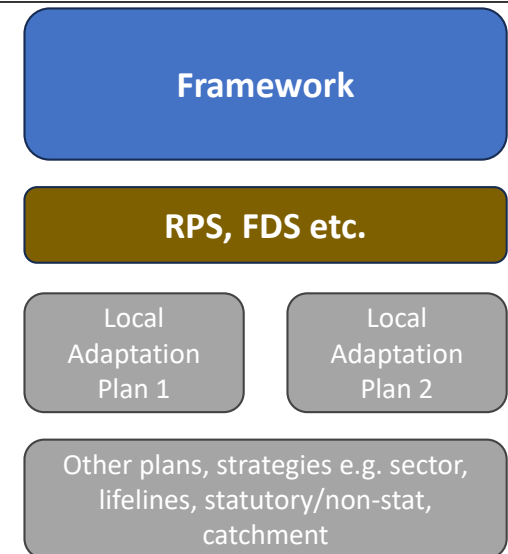 Framework
RPS, FDS etc.
Local
Adaptation
Plan 1
Local
Adaptation
Plan 2
Other plans, strategies e.g. sector,
lifelines, statutory/non-stat,
catchment